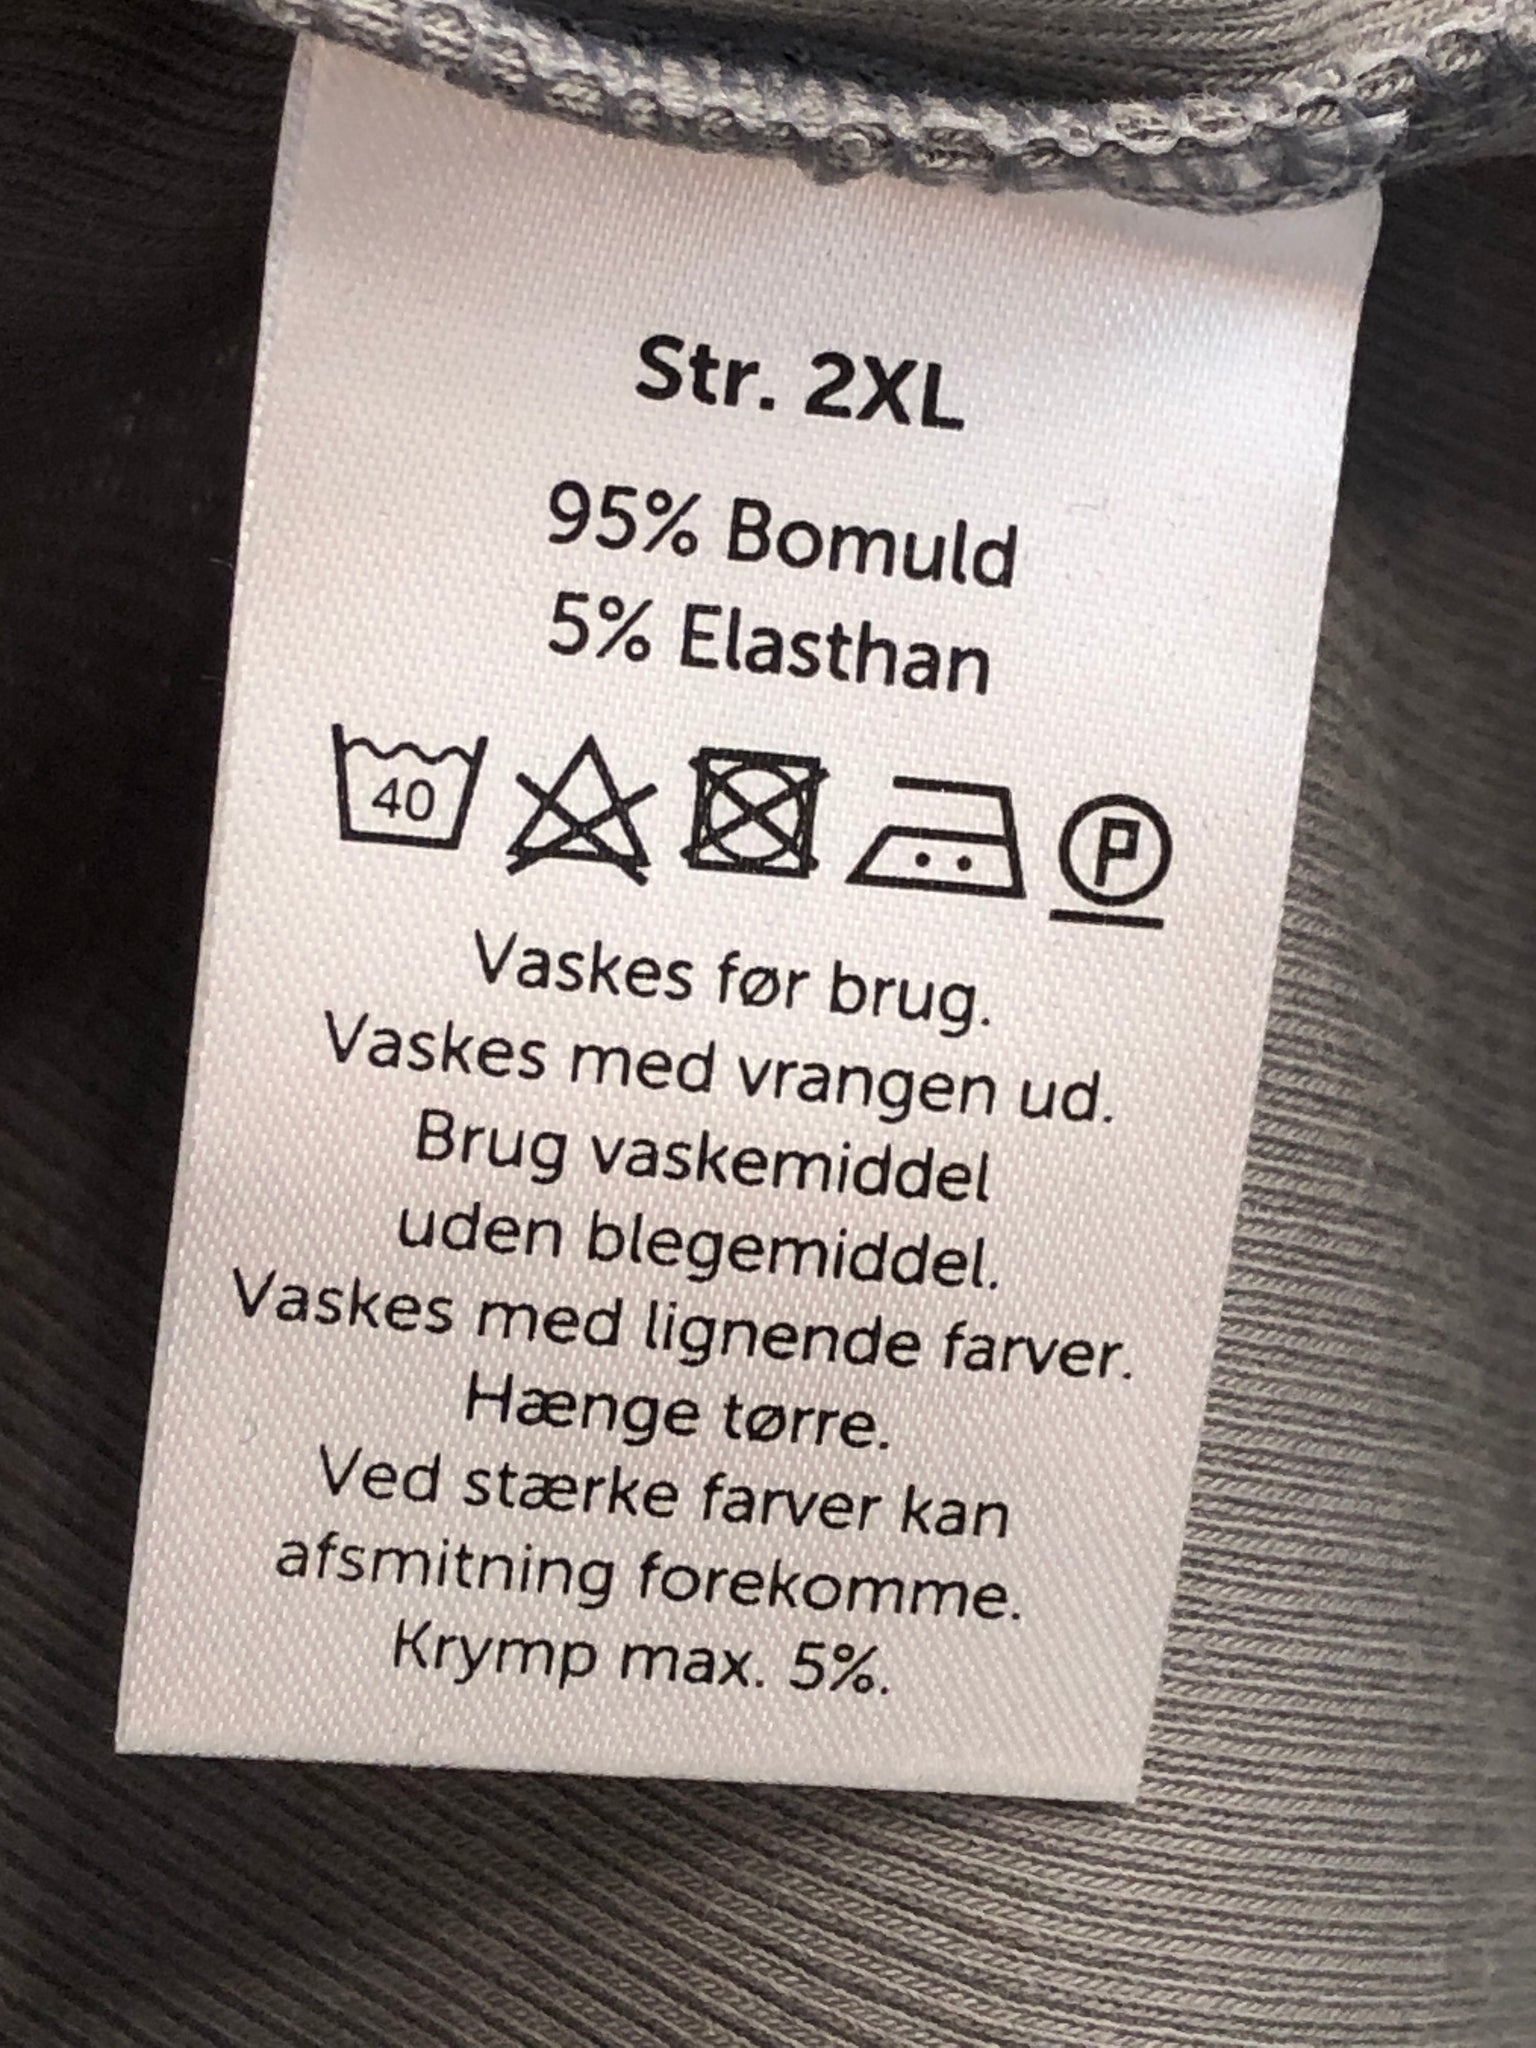 Str. 2XL
95% Bomuld
5% Elasthan
40
P
Vaskes før brug.
Vaskes med vrangen ud.
Brug vaskemiddel
uden blegemiddel.
Vaskes med lignende farver.
Hænge tørre.
Ved stærke farver kan
afsmitning forekomme.
Krymp max. 5%.